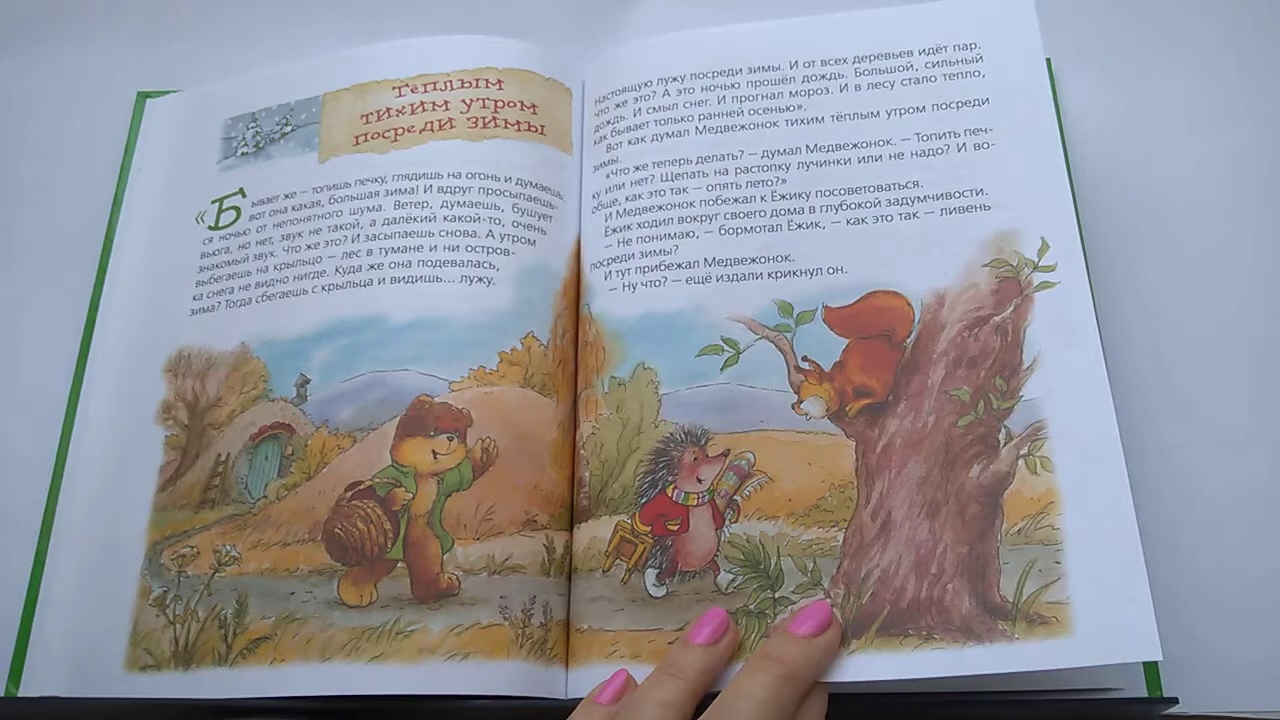 Тёплым
тихим утром
посреди зимы
«Бывает же — топишь печку, глядишь на огонь и думаешь:
вот она какая, большая зима! И вдруг просыпаешь-
ся ночью от непонятного шума. Ветер, думаешь, бушует
вьюга, но нет, звук не такой, а далёкий какой-то, очень
знакомый звук. Что же это? И засыпаешь снова. А утром
выбегаешь на крыльцо — лес в тумане и ни остров-
ка снега не видно нигде. Куда же она подевалась,
зима? Тогда сбегаешь с крыльца и видишь... лужу.
Настоящую лужу посреди зимы. И от всех деревьев идёт пар.
Что же это? А это ночью прошёл дождь. Большой, сильный
дождь. И смыл снег. И прогнал мороз. И в лесу стало тепло,
как бывает только ранней осенью».
Вот как думал Медвежонок тихим тёплым утром посреди
зимы.
«Что же теперь делать? — думал Медвежонок. — Топить печ-
ку или нет? Щепать на растопку лучинки или не надо? И во-
обще, как это так — опять лето?»
И Медвежонок побежал к Ёжику посоветоваться.
Ёжик ходил вокруг своего дома в глубокой задумчивости.
— Не понимаю, — бормотал Ёжик, — как это так — ливень
посреди зимы?
И тут прибежал Медвежонок.
— Ну что? — ещё издали крикнул он.